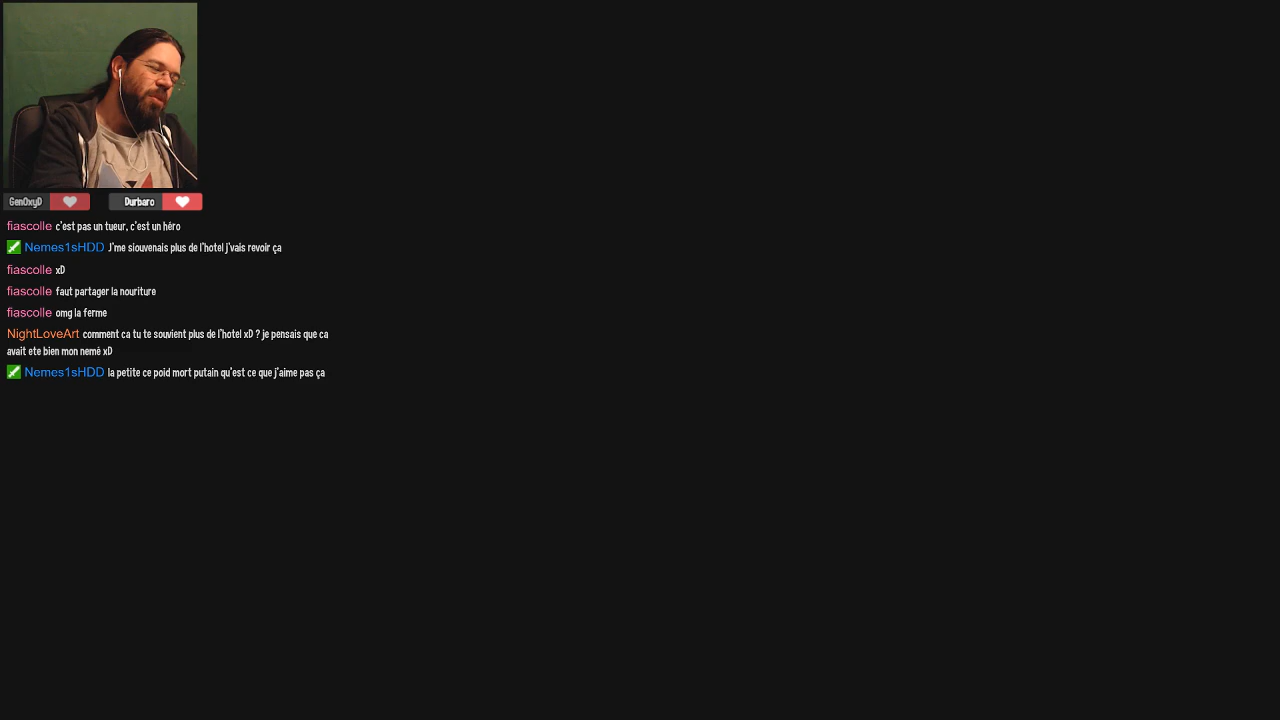 GenOxyD
Durbaro
fiascolle c'est pas un tueur, c'est un héro
Nemes1sHDD J'me siouvenais plus de l'hotel j'vais revoir ça
fiascolle xD
fiascolle faut partager la nouriture
fiascolle omg la ferme
NightLoveArt comment ca tu te souvient plus de l'hotel xD ? je pensais que ca
avait ete bien mon nemè xD
Nemes1sHDD la petite ce poid mort putain qu'est ce que j'aime pas ça